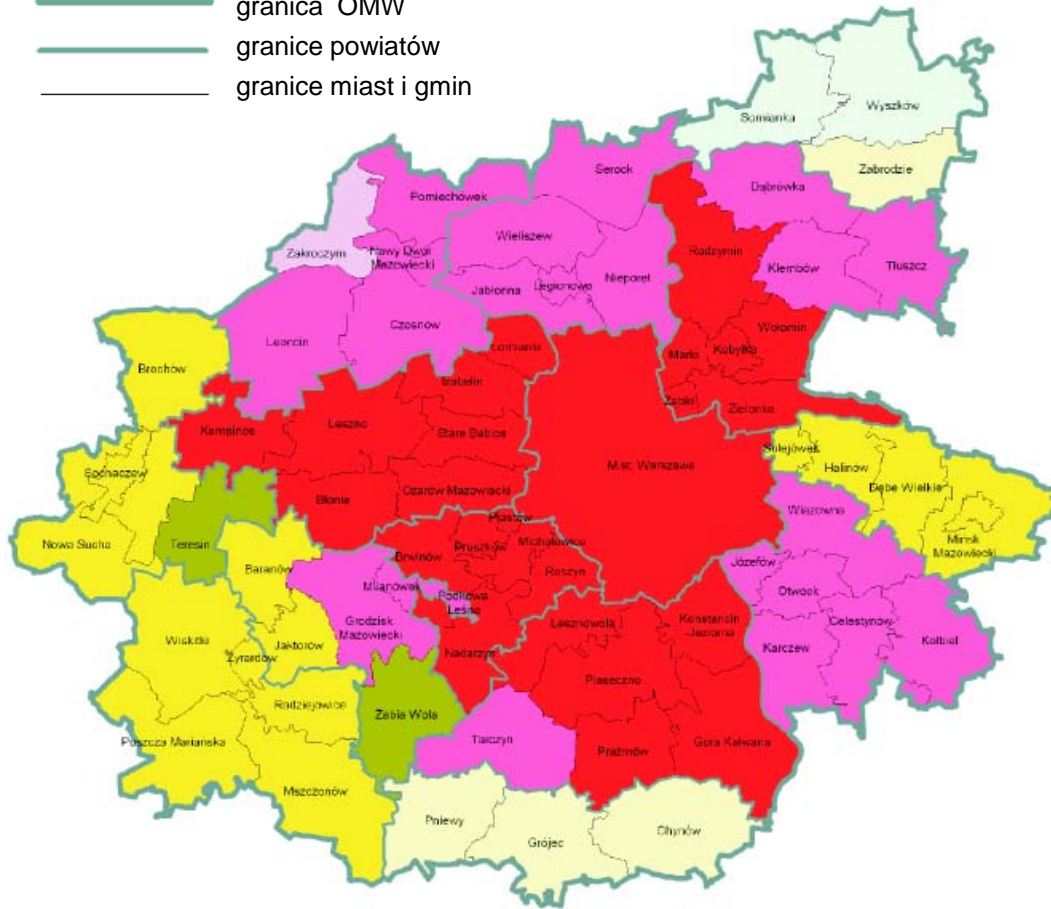 granica OMW
granice powiatów
granice miast i gmin
Somianka
Wyszków
Zabrodzie
Serock
Dąbrówka
Pomiechówek
Wieliszew
Zakroczym
Nowy Dwór
Mazowiecki
Radzymin
Klembów
Tłuszcz
Nieporęt
Jabłonna
Legionowo
Czosnów
Leoncin
Wołomin
Łomianki
Marki
Kobyłka
Brochów
Izabelin
Ząbki
Zielonka
Kampinos
Leszno
Stare Babice
Sulejówek
Halinów
M.st. Warszawa
Sochaczew
Dębe Wielkie
Błonie
Ożarów Mazowiecki
Wiązowna
Piastów
Nowa Sucha
Teresin
Brwinów
Pruszków
Michałowice
Mińsk
Mazowiecki
Baranów
Józefów
Raszyn
Milanówek
Otwock
Podkowa
Leśna
Grodzisk
Mazowiecki
Konstancin
Jeziorna
Lesznowola
Celestynów
Wiskitki
Jaktorów
Karczew
Kołbiel
Nadarzyn
Żyrardów
Piaseczno
Radziejowice
Żabia Wola
Puszcza Mariańska
Tarczyn
Prażmów
Góra Kalwaria
Mszczonów
Pniewy
Chynów
Grójec